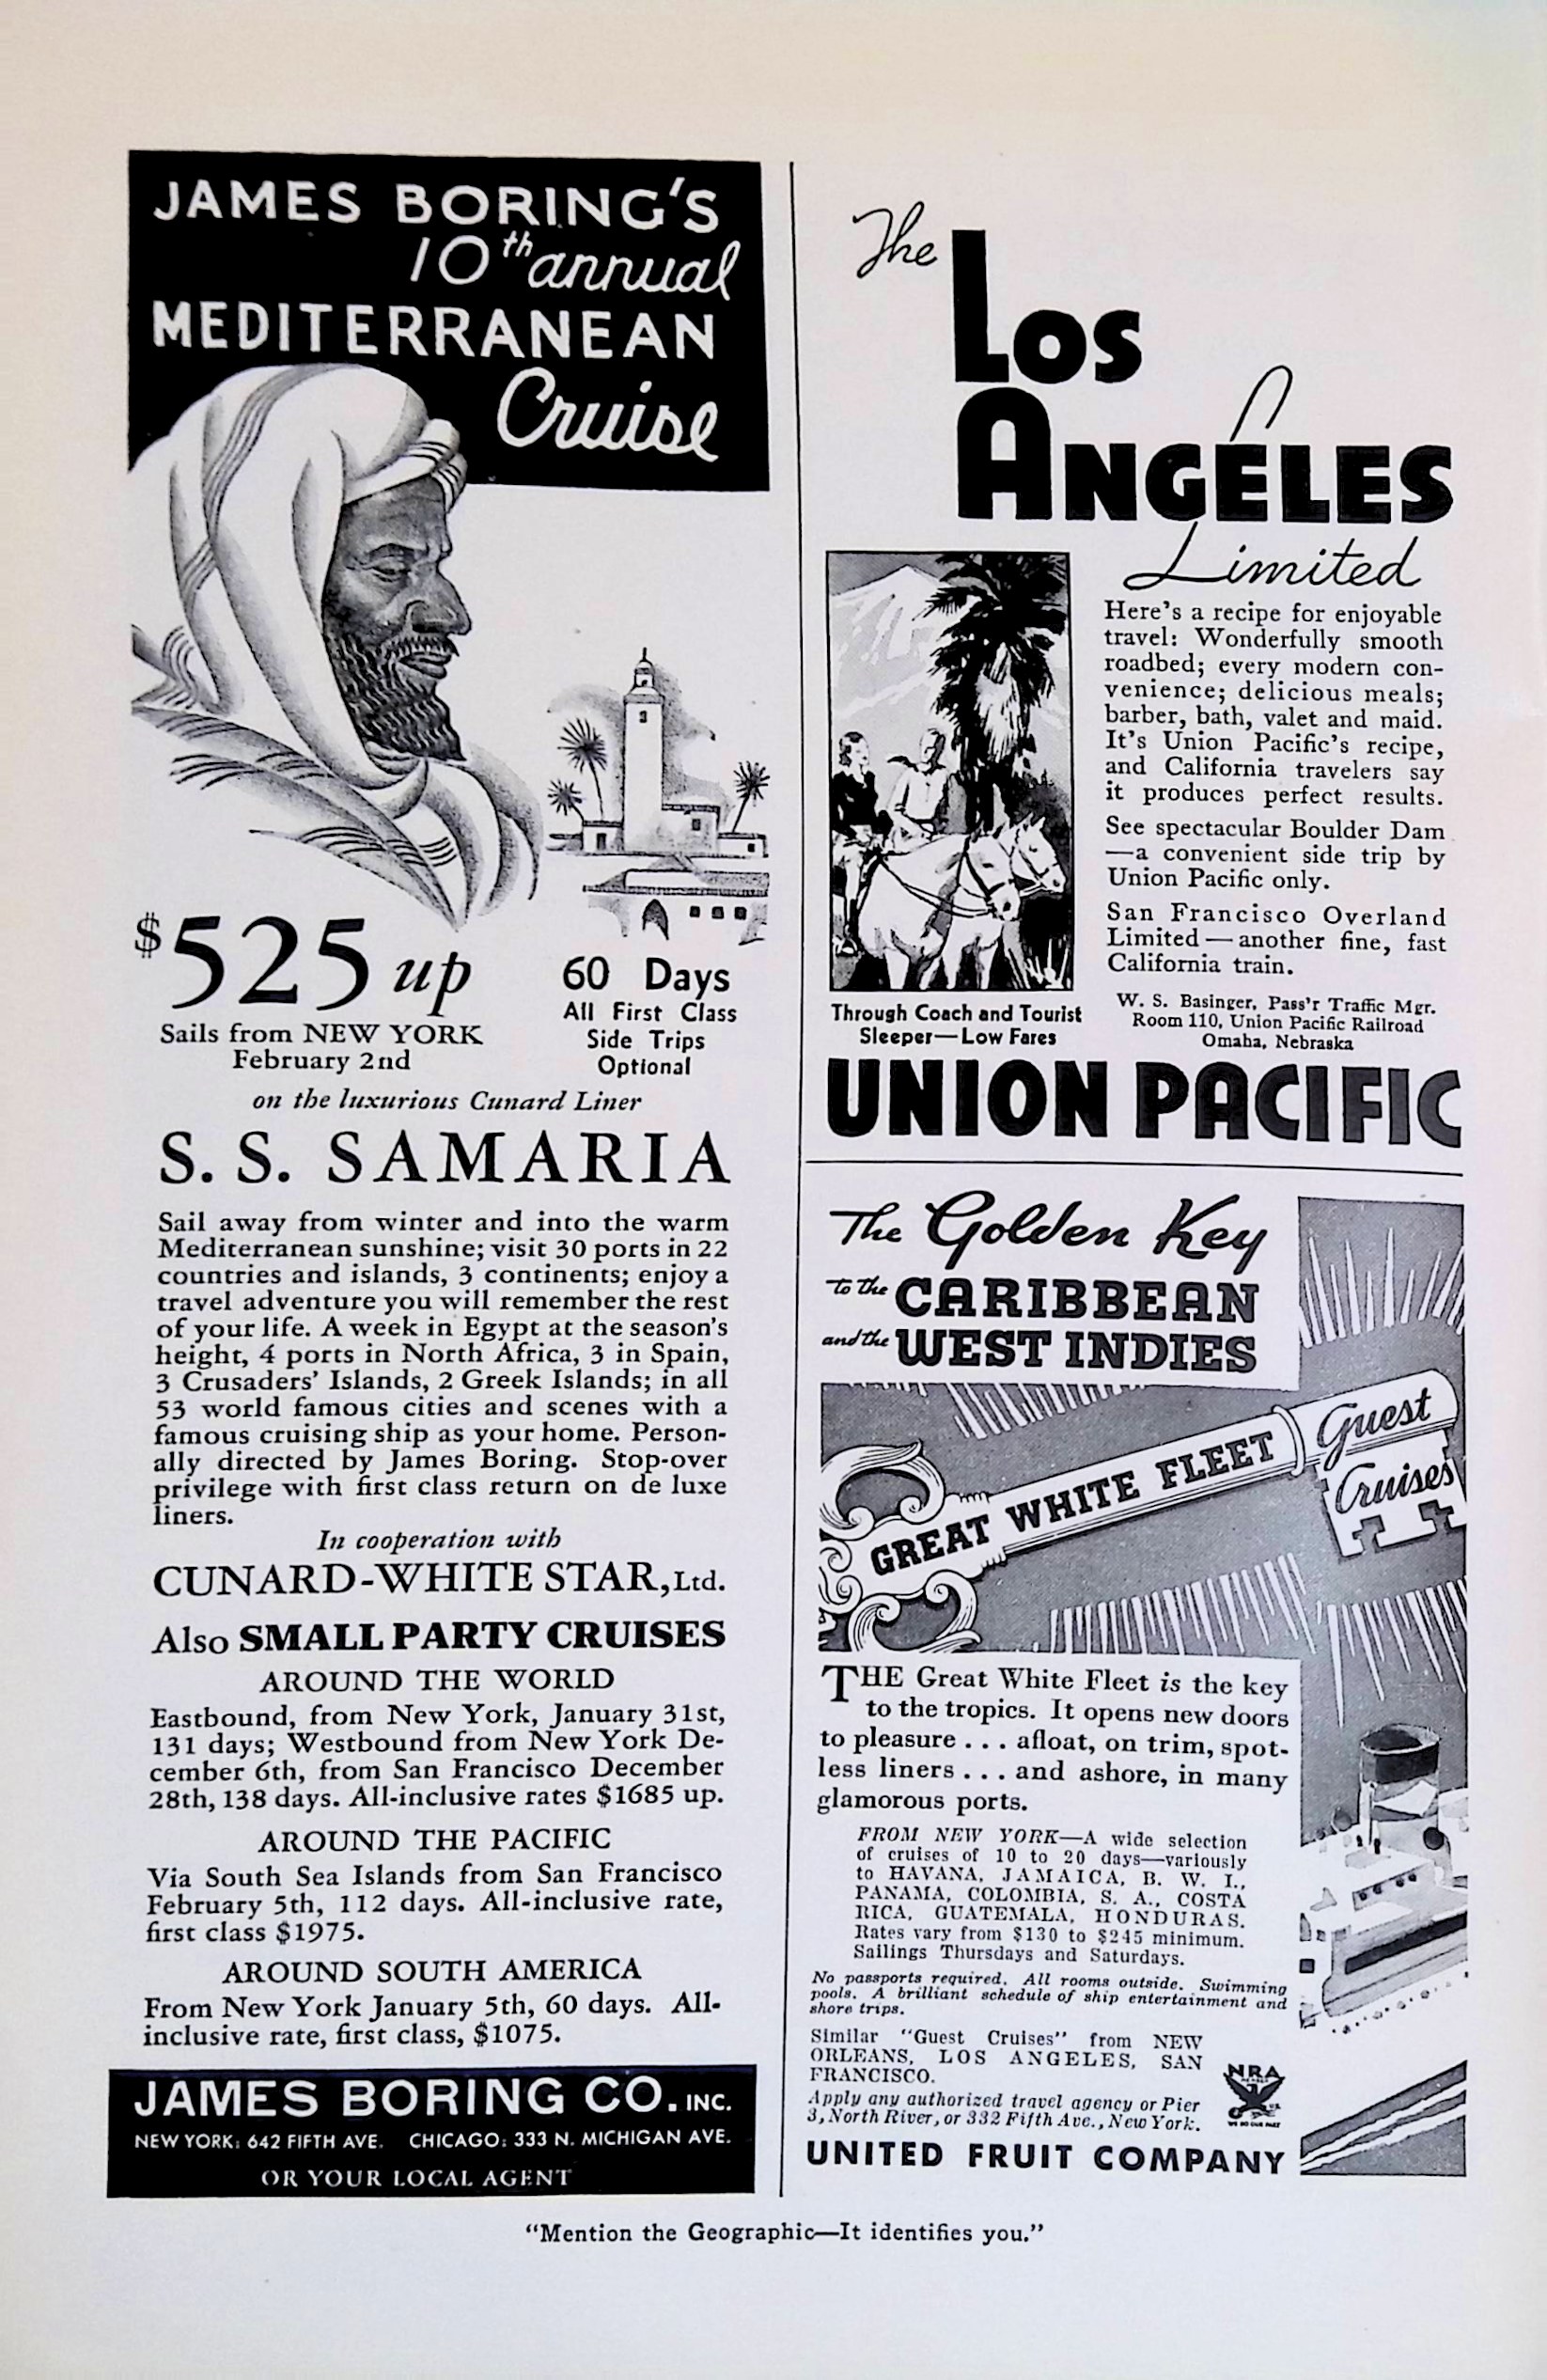 JAMES BORING'S
10th annual
MEDITERRANEAN
Cruise
$525 up
Sails from NEW YORK
February 2nd
60 Days
All First Class
Side Trips
Optional
on the luxurious Cunard Liner
S. S. SAMARIA
Sail away from winter and into the warm
Mediterranean sunshine; visit 30 ports in 22
countries and islands, 3 continents; enjoy a
travel adventure you will remember the rest
of your life. A week in Egypt at the season's
height, 4 ports in North Africa, 3 in Spain,
3 Crusaders' Islands, 2 Greek Islands; in all
53 world famous cities and scenes with a
famous cruising ship as your home. Person-
ally directed by James Boring. Stop-over
privilege with first class return on de luxe
liners.
In cooperation with
CUNARD-WHITE STAR, Ltd.
Also SMALL PARTY CRUISES
AROUND THE WORLD
Eastbound, from New York, January 31st,
131 days; Westbound from New York De-
cember 6th, from San Francisco December
28th, 138 days. All-inclusive rates $1685 up.
AROUND THE PACIFIC
Via South Sea Islands from San Francisco
February 5th, 112 days. All-inclusive rate,
first class $1975.
AROUND SOUTH AMERICA
From New York January 5th, 60 days. All-
inclusive rate, first class, $1075.
JAMES BORING CO. INC.
NEW YORK: 642 FIFTH AVE. CHICAGO: 333 N. MICHIGAN AVE.
OR YOUR LOCAL AGENT
The
LOS
ANGELES
Limited
Here's a recipe for enjoyable
travel: Wonderfully smooth
roadbed; every modern con-
venience; delicious meals;
barber, bath, valet and maid.
It's Union Pacific's recipe,
and California travelers say
it produces perfect results.
See spectacular Boulder Dam
—a convenient side trip by
Union Pacific only.
San Francisco Overland
Limited—another fine, fast
California train.
W. S. Basinger, Pass'r Traffic Mgr.
Room 110, Union Pacific Railroad
Omaha, Nebraska
Through Coach and Tourist
Sleeper—Low Fares
UNION PACIFIC
The Golden Key
to the CARIBBEAN
and the WEST INDIES
GREAT WHITE FLEET Guest
Cruises
THE Great White Fleet is the key
to the tropics. It opens new doors
to pleasure . . . afloat, on trim, spot-
less liners . . . and ashore, in many
glamorous ports.
FROM NEW YORK—A wide selection
of cruises of 10 to 20 days—variously
to HAVANA, JAMAICA, B. W. I.,
PANAMA, COLOMBIA, S. A., COSTA
RICA, GUATEMALA, HONDURAS.
Rates vary from $130 to $245 minimum.
Sailings Thursdays and Saturdays.
No passports required. All rooms outside. Swimming
pools. A brilliant schedule of ship entertainment and
shore trips.
Similar "Guest Cruises" from NEW
ORLEANS, LOS ANGELES, SAN
FRANCISCO.
Apply any authorized travel agency or Pier
3, North River, or 332 Fifth Ave., New York.
NRA
MEMBER
U.S.
WE DO OUR PART
UNITED FRUIT COMPANY
"Mention the Geographic—It identifies you."